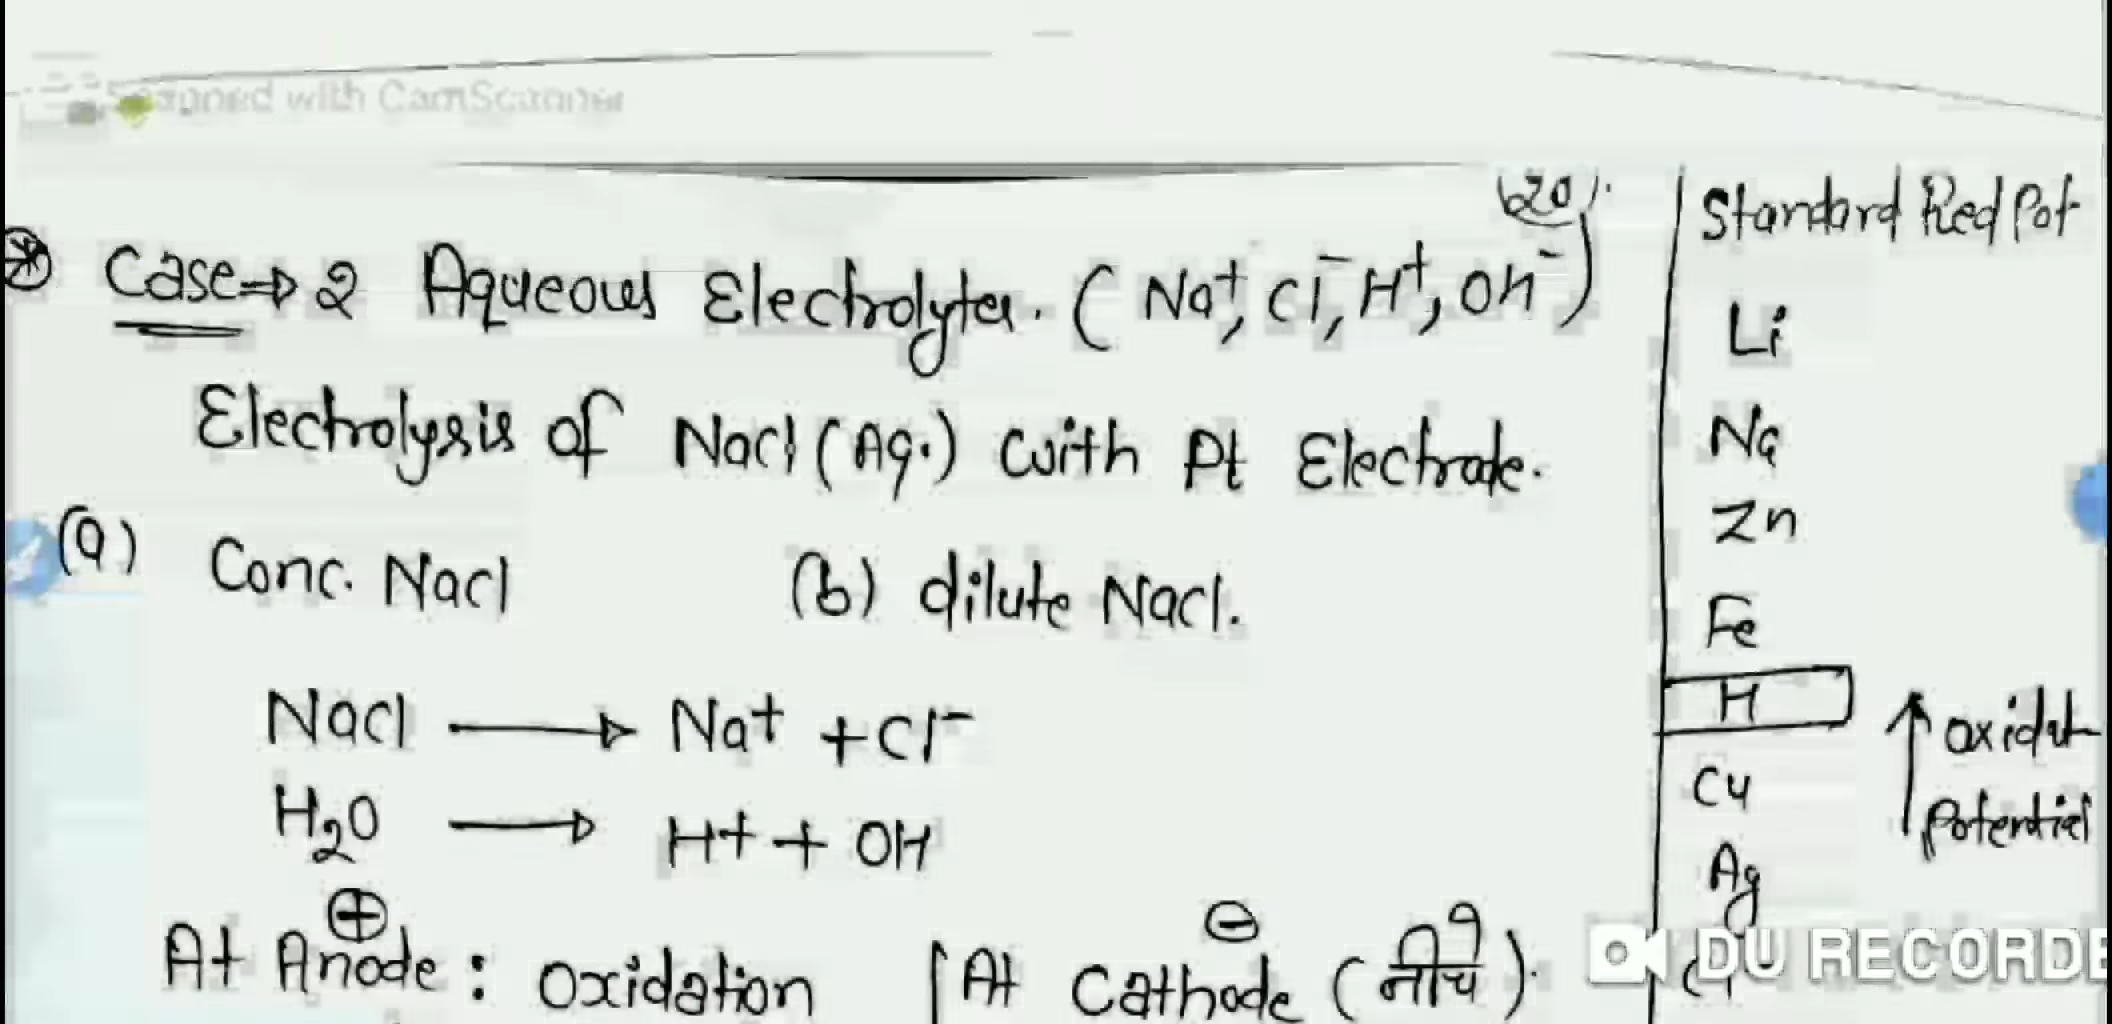 Scanned with CamScanner
(20)
Case⇒2 Aqueous Electrolytes. (Na+, Cl-, H+, OH-)
Electrolysis of Nacl (Aq.) with Pt Electrode.
(a) Conc. Nacl (b) dilute Nacl.
Nacl → Na+ + Cl-
H2O → H+ + OH
⊕
At Anode: Oxidation
⊖
At Cathode (नीचे).
Standard Red Pot
Li
Na
Zn
Fe
H
Cu
Ag
↑ oxidat
Potential
DU RECORDE